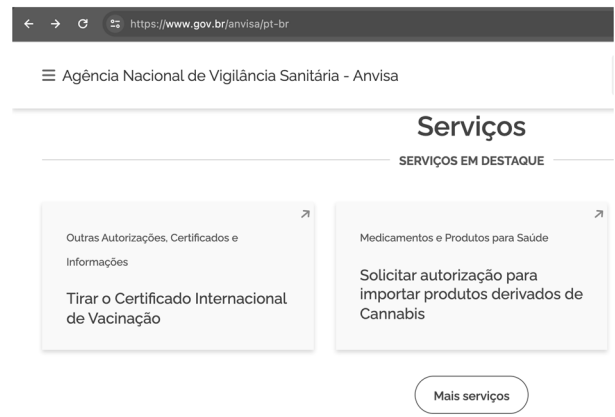 https://www.gov.br/anvisa/pt-br
Agência Nacional de Vigilância Sanitária - Anvisa
Serviços
SERVIÇOS EM DESTAQUE
Outras Autorizações, Certificados e
Informações
Tirar o Certificado Internacional
de Vacinação
Medicamentos e Produtos para Saúde
Solicitar autorização para
importar produtos derivados de
Cannabis
Mais serviços